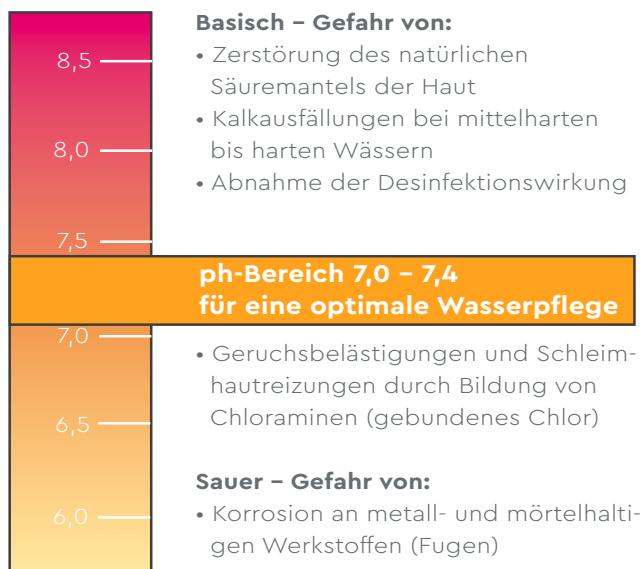 Basisch – Gefahr von:
8,5
• Zerstörung des natürlichen
Säuremantels der Haut
• Kalkausfällungen bei mittelharten
8,0
bis harten Wässern
• Abnahme der Desinfektionswirkung
7,5
ph-Bereich 7,0 – 7,4
für eine optimale Wasserpflege
7,0
• Geruchsbelästigungen und Schleim-
hautreizungen durch Bildung von
Chloraminen (gebundenes Chlor)
6,5
Sauer – Gefahr von:
6,0
• Korrosion an metall- und mörtelhalti-
gen Werkstoffen (Fugen)